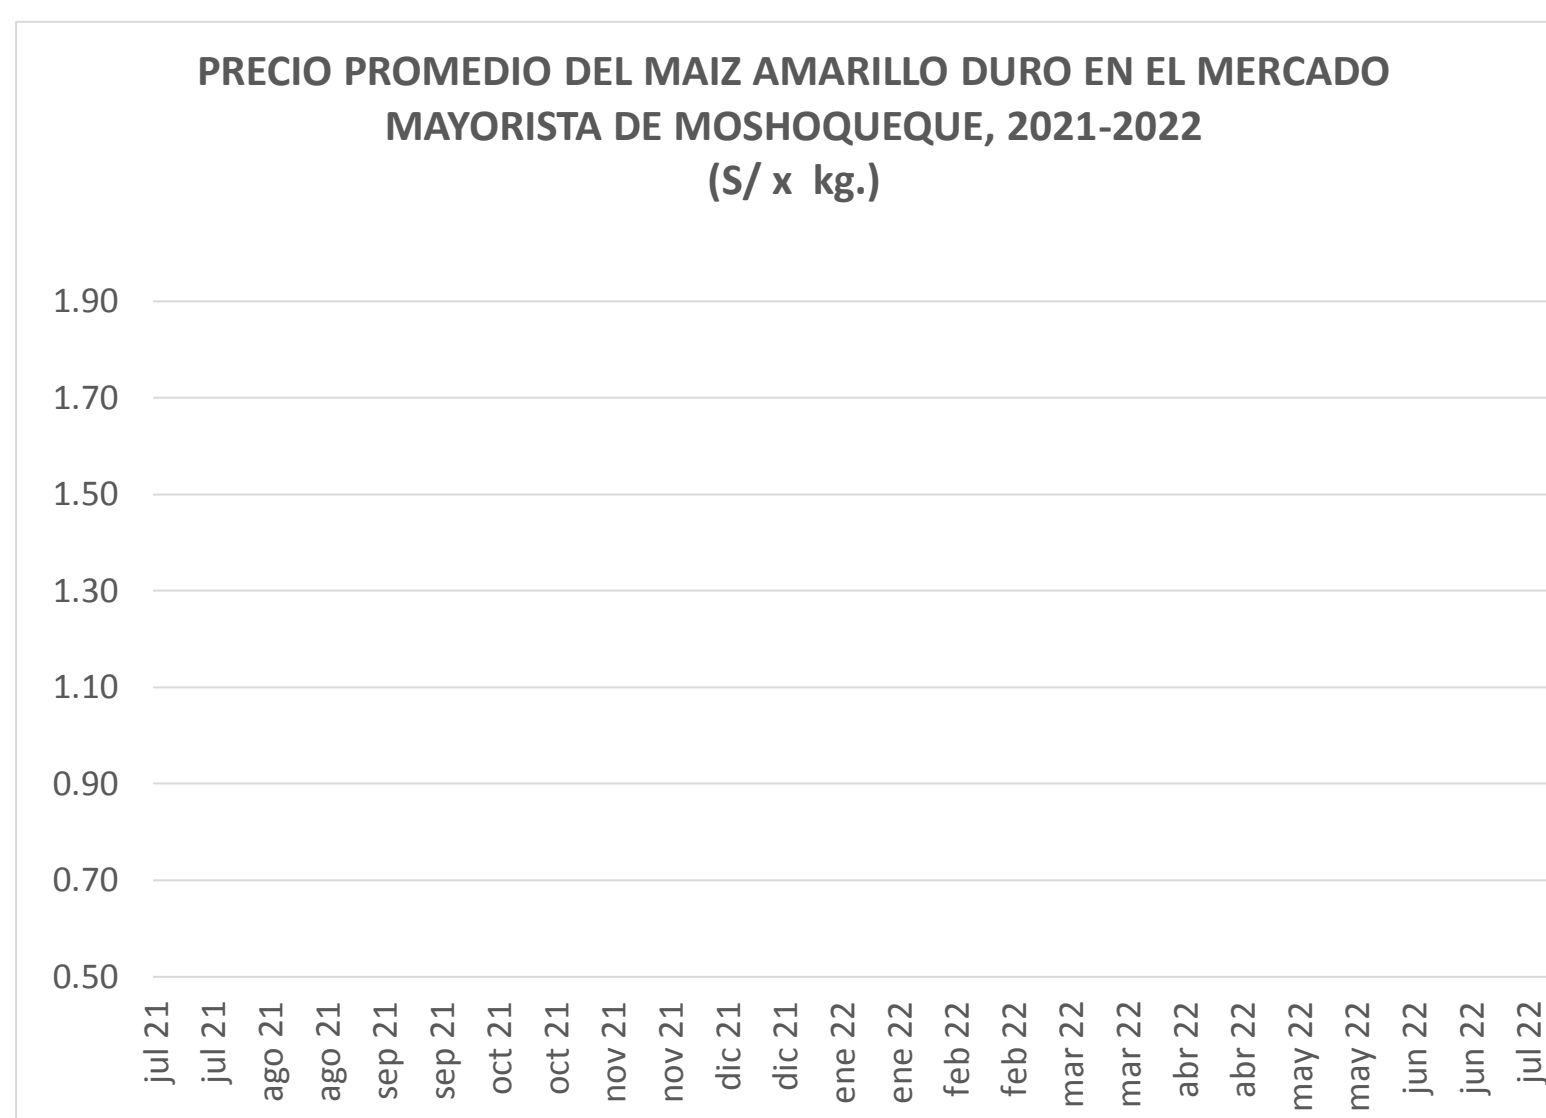 PRECIO PROMEDIO DEL MAIZ AMARILLO DURO EN EL MERCADO
MAYORISTA DE MOSHOQUEQUE, 2021-2022
(S/ x  kg.)
1.90
1.70
1.50
1.30
1.10
0.90
0.70
0.50
jul 21
jul 21
ago 21
ago 21
sep 21
sep 21
oct 21
oct 21
nov 21
nov 21
dic 21
dic 21
ene 22
ene 22
feb 22
feb 22
mar 22
mar 22
abr 22
abr 22
may 22
may 22
jun 22
jun 22
jul 22